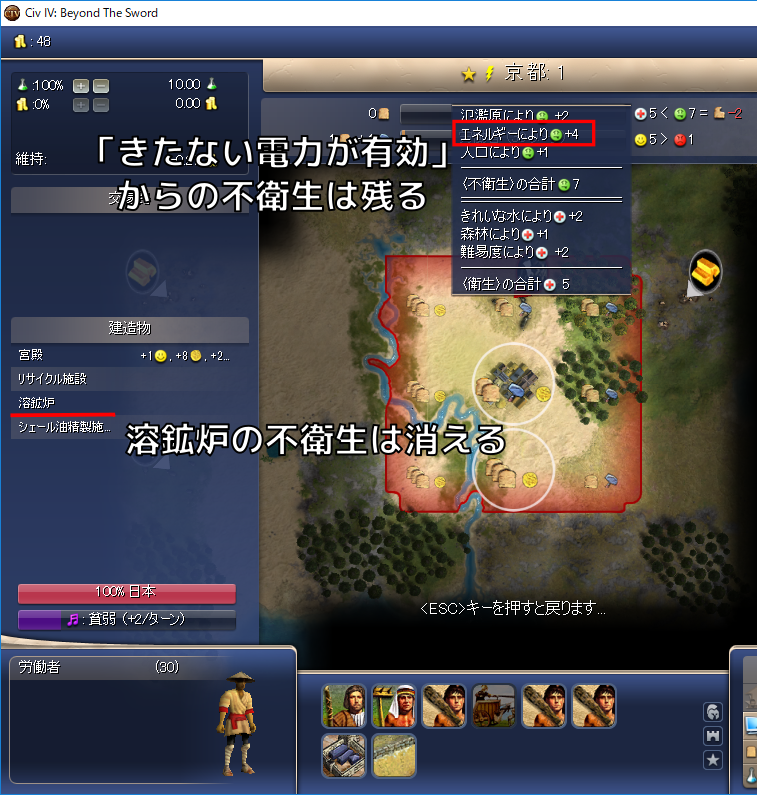 Civ IV: Beyond The Sword
: 48
京都: 1
:100%
10.00
:0%
0.00
維持:
0
氾濫原により +2
エネルギーにより +4
人口により +1
〈不衛生〉の合計 7
きれいな水により +2
森林により +1
難易度により +2
〈衛生〉の合計 5
5 < 7 = -2
5 > 1
「きたない電力が有効」
からの不衛生は残る
建造物
宮殿
+1 , +8 , +2...
リサイクル施設
溶鉱炉
シェール油精製施...
溶鉱炉の不衛生は消える
100% 日本
: 貧弱 (+2/ターン)
<ESC>キーを押すと戻ります...
労働者
(30)